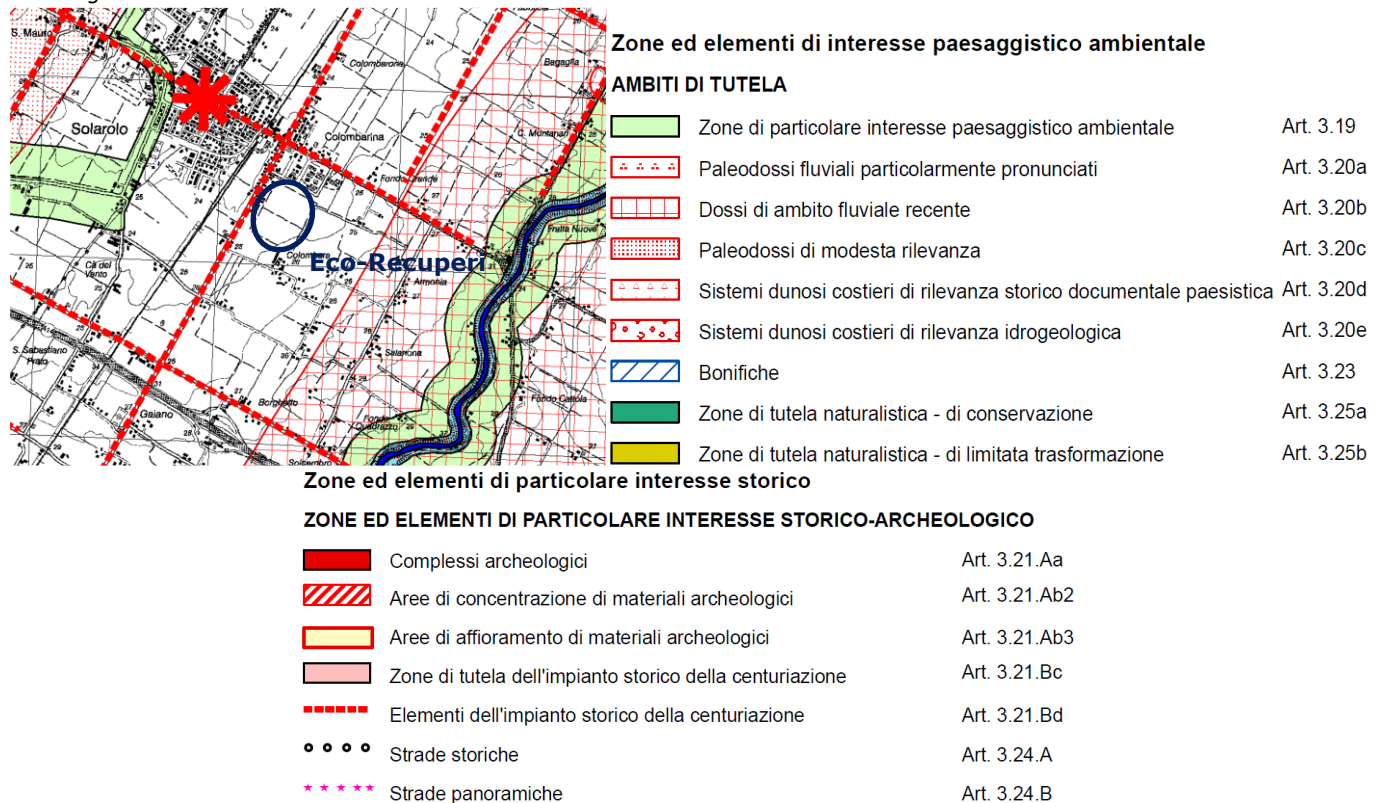 S. Mauro
Solarolo
Colombarona
Bagaglia
Colombarina
C. Montanari
Fondo Grande
Fratta Nuove
Colombara
Eco-Recuperi
Armonia
Cà del Vento
Salarona
S. Sebastiano Prato
Gaiano
Borghetto
Fondo Quadrazzo
Fondo Cattola
Solcembro
Zone ed elementi di interesse paesaggistico ambientale
AMBITI DI TUTELA
Zone di particolare interesse paesaggistico ambientale Art. 3.19
Paleodossi fluviali particolarmente pronunciati Art. 3.20a
Dossi di ambito fluviale recente Art. 3.20b
Paleodossi di modesta rilevanza Art. 3.20c
Sistemi dunosi costieri di rilevanza storico documentale paesistica Art. 3.20d
Sistemi dunosi costieri di rilevanza idrogeologica Art. 3.20e
Bonifiche Art. 3.23
Zone di tutela naturalistica - di conservazione Art. 3.25a
Zone di tutela naturalistica - di limitata trasformazione Art. 3.25b
Zone ed elementi di particolare interesse storico
ZONE ED ELEMENTI DI PARTICOLARE INTERESSE STORICO-ARCHEOLOGICO
Complessi archeologici Art. 3.21.Aa
Aree di concentrazione di materiali archeologici Art. 3.21.Ab2
Aree di affioramento di materiali archeologici Art. 3.21.Ab3
Zone di tutela dell'impianto storico della centuriazione Art. 3.21.Bc
Elementi dell'impianto storico della centuriazione Art. 3.21.Bd
Strade storiche Art. 3.24.A
Strade panoramiche Art. 3.24.B